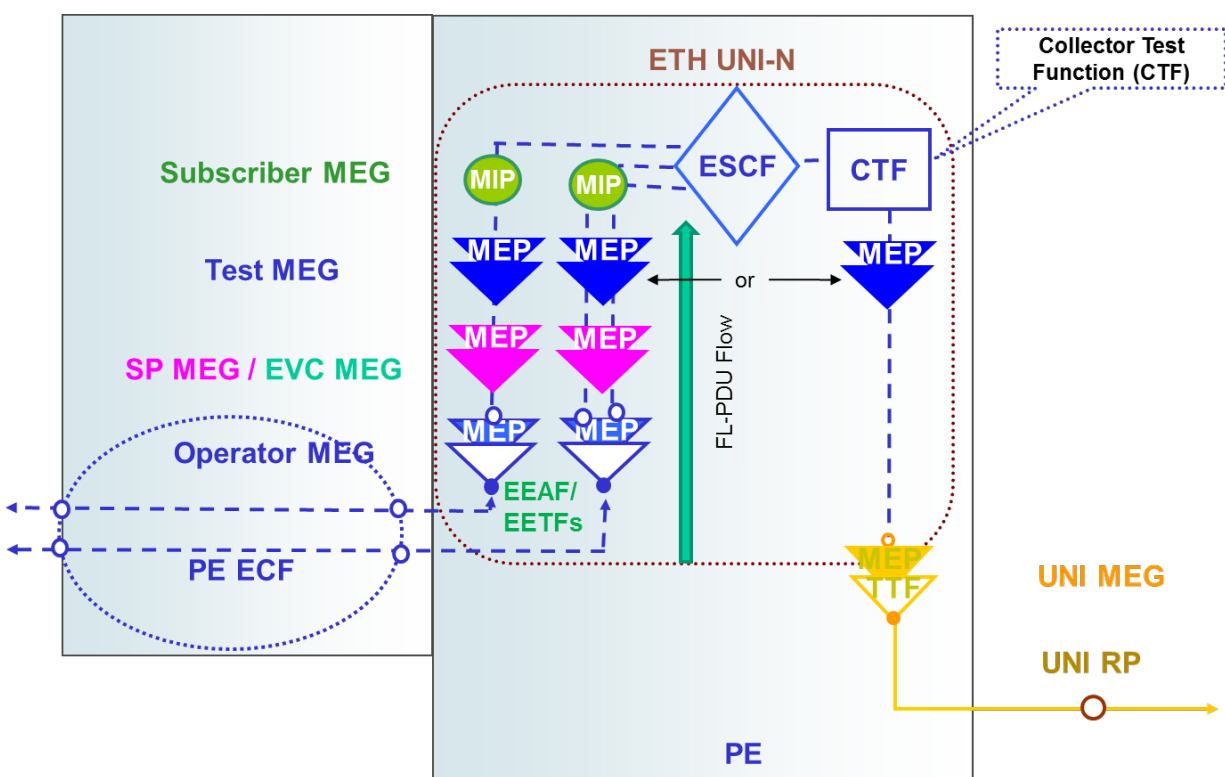 Collector Test
Function (CTF)
ETH UNI-N
Subscriber MEG
MIP
MIP
ESCF
CTF
Test MEG
MEP
MEP
MEP
or
FL-PDU Flow
SP MEG / EVC MEG
MEP
MEP
Operator MEG
MEP
MEP
EEAF/
EETFs
PE ECF
MEP
TTF
UNI MEG
UNI RP
PE